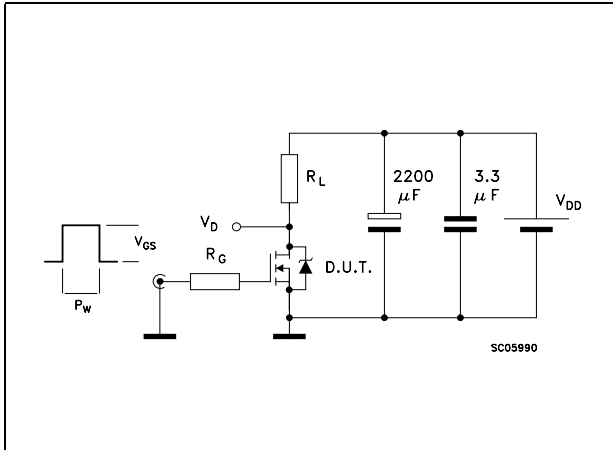 R_L
2200 µF
3.3 µF
V_DD
V_D
V_GS
R_G
D.U.T.
P_W
SC05990